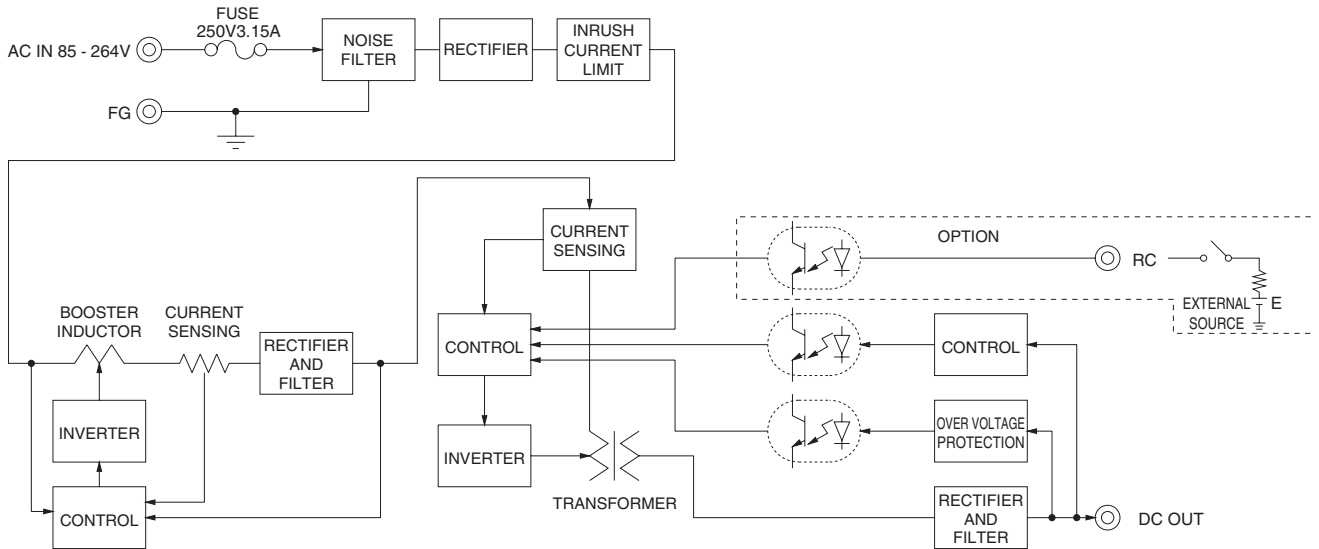 FUSE
250V3.15A
AC IN 85 - 264V
NOISE
FILTER
RECTIFIER
INRUSH
CURRENT
LIMIT
FG
CURRENT
SENSING
OPTION
RC
EXTERNAL
SOURCE
E
BOOSTER
INDUCTOR
CURRENT
SENSING
RECTIFIER
AND
FILTER
CONTROL
CONTROL
INVERTER
OVER VOLTAGE
PROTECTION
INVERTER
TRANSFORMER
CONTROL
RECTIFIER
AND
FILTER
DC OUT